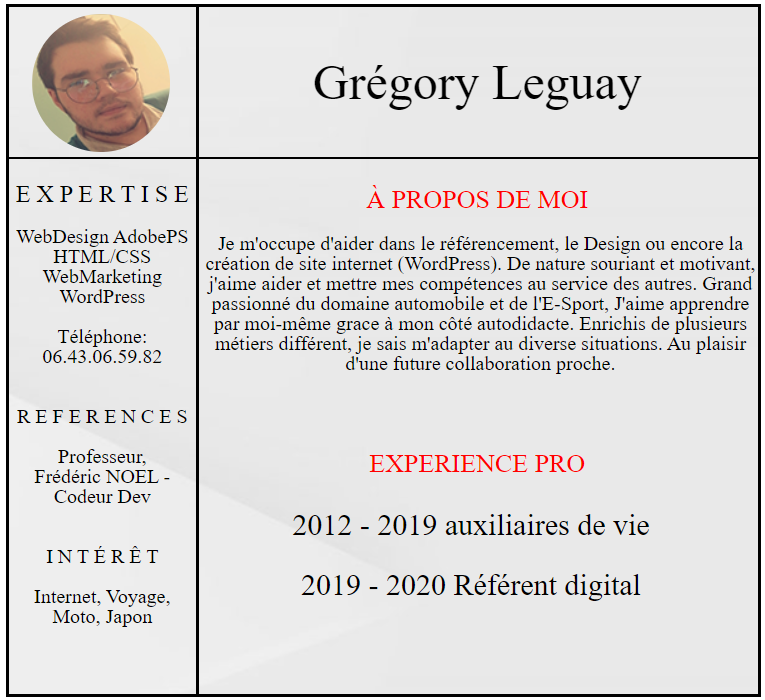 Grégory Leguay
E X P E R T I S E
WebDesign AdobePS
HTML/CSS
WebMarketing
WordPress
Téléphone:
06.43.06.59.82
R E F E R E N C E S
Professeur,
Frédéric NOEL -
Codeur Dev
I N T É R Ê T
Internet, Voyage,
Moto, Japon
À PROPOS DE MOI
Je m'occupe d'aider dans le référencement, le Design ou encore la
création de site internet (WordPress). De nature souriant et motivant,
j'aime aider et mettre mes compétences au service des autres. Grand
passionné du domaine automobile et de l'E-Sport, J'aime apprendre
par moi-même grace à mon côté autodidacte. Enrichis de plusieurs
métiers différent, je sais m'adapter au diverse situations. Au plaisir
d'une future collaboration proche.
EXPERIENCE PRO
2012 - 2019 auxiliaires de vie
2019 - 2020 Référent digital